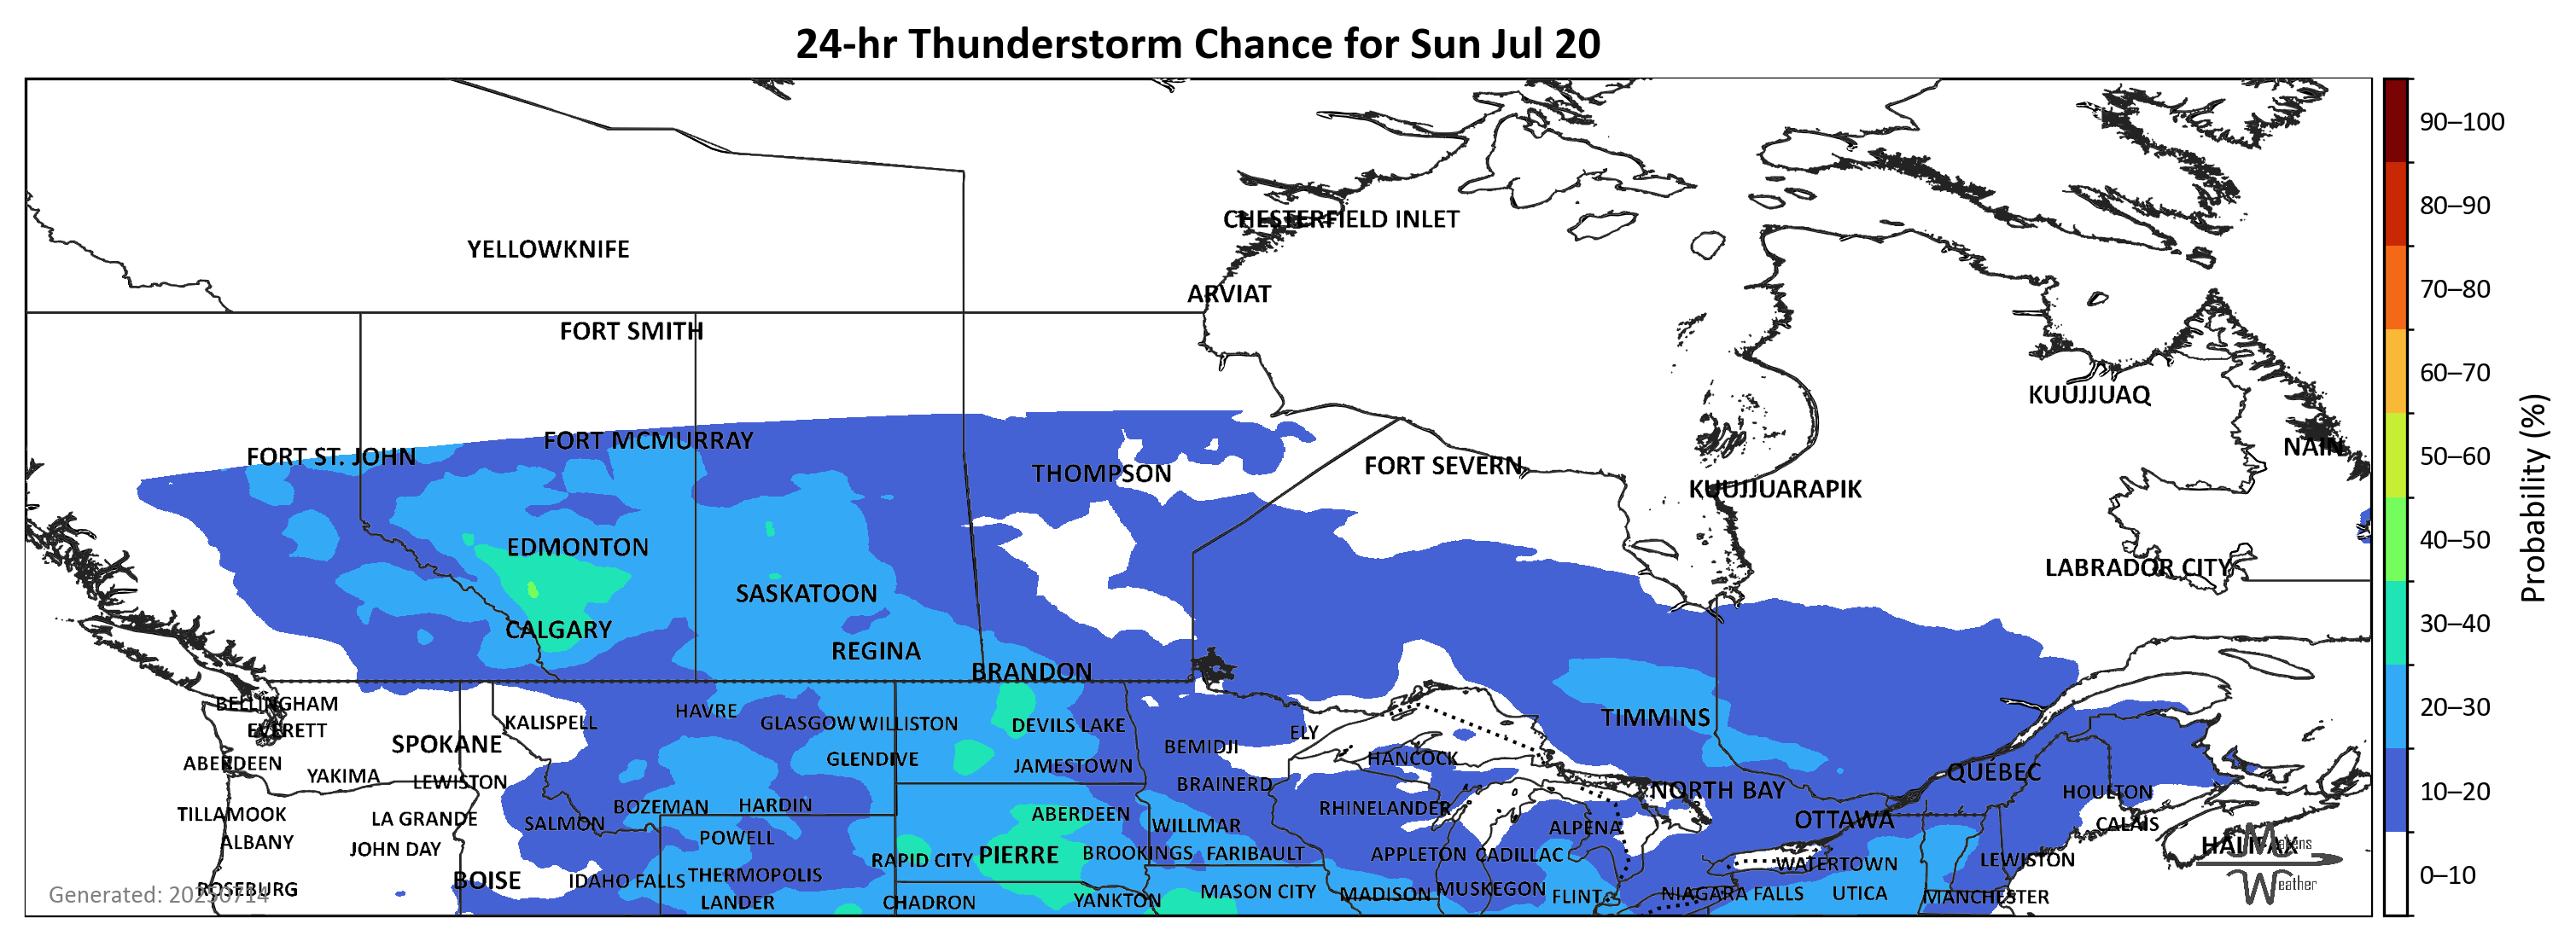 24-hr Thunderstorm Chance for Sun Jul 20
90–100
80–90
CHESTERFIELD INLET
YELLOWKNIFE
70–80
ARVIAT
FORT SMITH
60–70
KUUJJUAQ
FORT MCMURRAY
NAIN
FORT ST. JOHN
50–60
FORT SEVERN
THOMPSON
KUUJJUARAPIK
Probability (%)
40–50
EDMONTON
LABRADOR CITY
SASKATOON
30–40
CALGARY
REGINA
BRANDON
BELLINGHAM
20–30
HAVRE
TIMMINS
KALISPELL
GLASGOW
WILLISTON
DEVILS LAKE
EVERETT
ELY
SPOKANE
BEMIDJI
GLENDIVE
HANCOCK
ABERDEEN
JAMESTOWN
QUÉBEC
YAKIMA
LEWISTON
BRAINERD
NORTH BAY
HOULTON
10–20
BOZEMAN
HARDIN
RHINELANDER
TILLAMOOK
ABERDEEN
LA GRANDE
OTTAWA
SALMON
WILLMAR
ALPENA
CALAIS
POWELL
ALBANY
HALIFAX
JOHN DAY
RAPID CITY
PIERRE
BROOKINGS
FARIBAULT
APPLETON
CADILLAC
WATERTOWN
LEWISTON
BOISE
IDAHO FALLS
THERMOPOLIS
0–10
Weather
ROSEBURG
Generated: 20250714
MASON CITY
MADISON
MUSKEGON
NIAGARA FALLS
UTICA
FLINT
MANCHESTER
LANDER
CHADRON
YANKTON